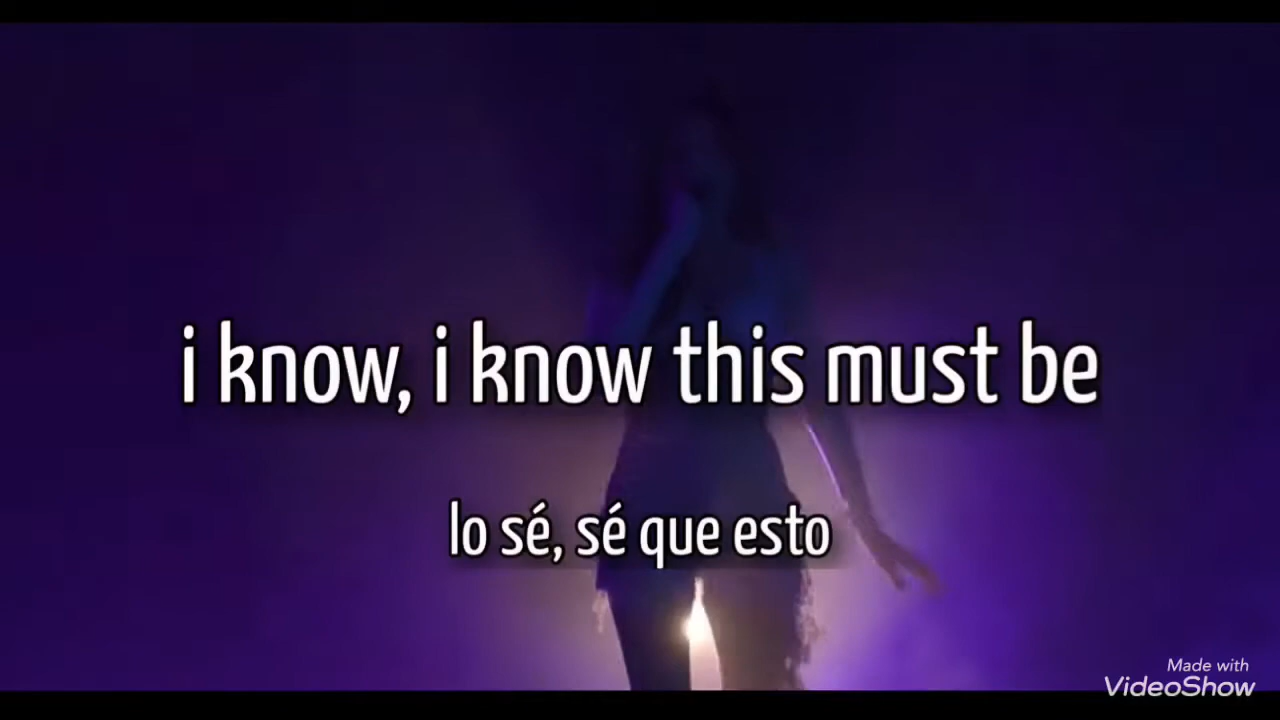 i know, i know this must be
lo sé, sé que esto
Made with
VideoShow